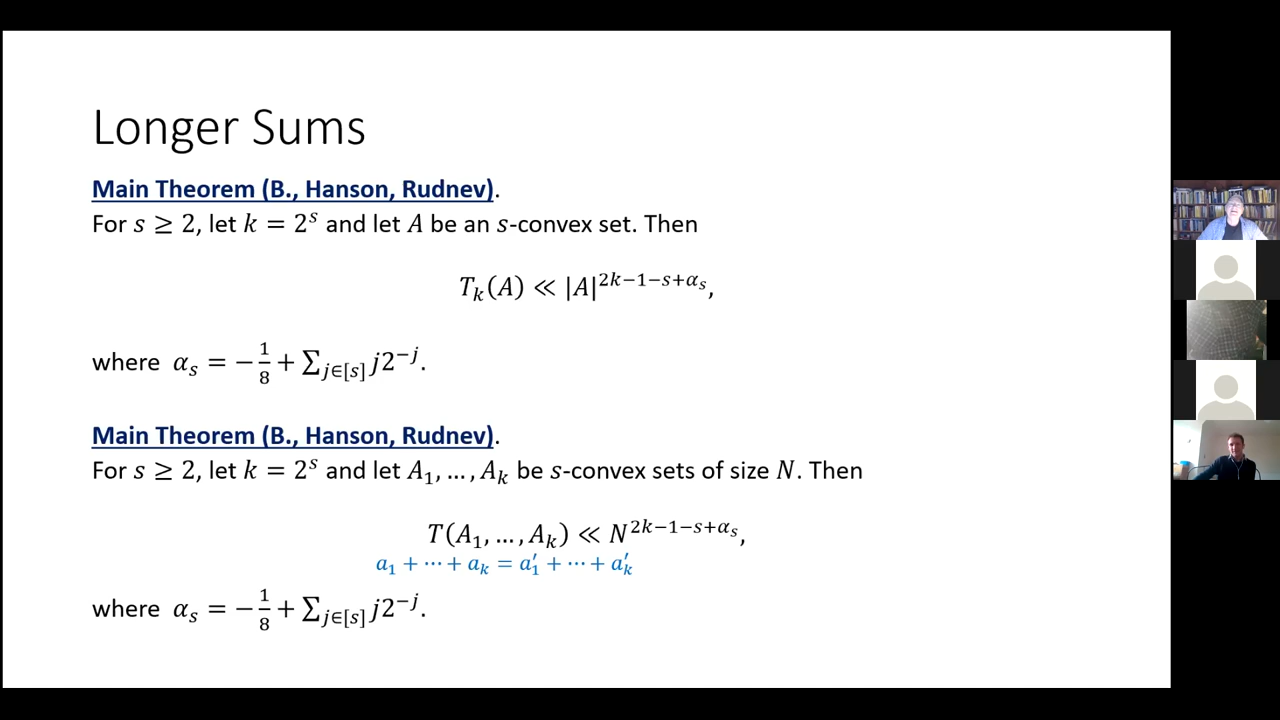 Longer Sums
Main Theorem (B., Hanson, Rudnev).
For s ≥ 2, let k = 2^s and let A be an s-convex set. Then
T_k(A) ≪ |A|^{2k−1−s+α_s},
where α_s = −1/8 + ∑_{j∈[s]} j2^{−j}.
Main Theorem (B., Hanson, Rudnev).
For s ≥ 2, let k = 2^s and let A_1, …, A_k be s-convex sets of size N. Then
T(A_1, …, A_k) ≪ N^{2k−1−s+α_s},
a_1 + ⋯ + a_k = a′_1 + ⋯ + a′_k
where α_s = −1/8 + ∑_{j∈[s]} j2^{−j}.